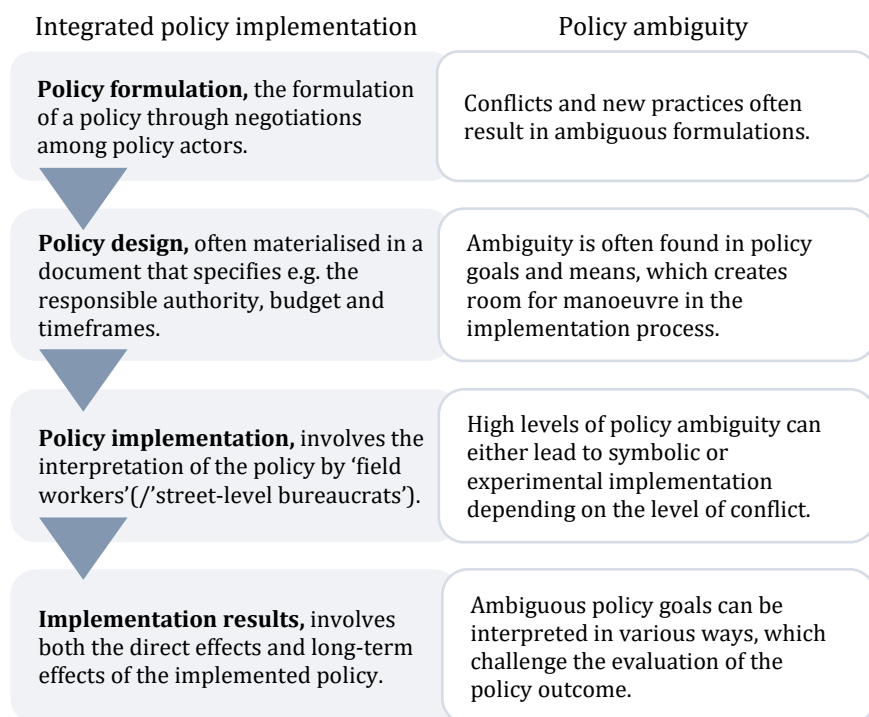 Integrated policy implementation
Policy ambiguity
Policy formulation, the formulation
of a policy through negotiations
among policy actors.
Conflicts and new practices often
result in ambiguous formulations.
Policy design, often materialised in a
document that specifies e.g. the
responsible authority, budget and
timeframes.
Ambiguity is often found in policy
goals and means, which creates
room for manoeuvre in the
implementation process.
Policy implementation, involves the
interpretation of the policy by ‘field
workers’(/’street-level bureaucrats’).
High levels of policy ambiguity can
either lead to symbolic or
experimental implementation
depending on the level of conflict.
Implementation results, involves
both the direct effects and long-term
effects of the implemented policy.
Ambiguous policy goals can be
interpreted in various ways, which
challenge the evaluation of the
policy outcome.